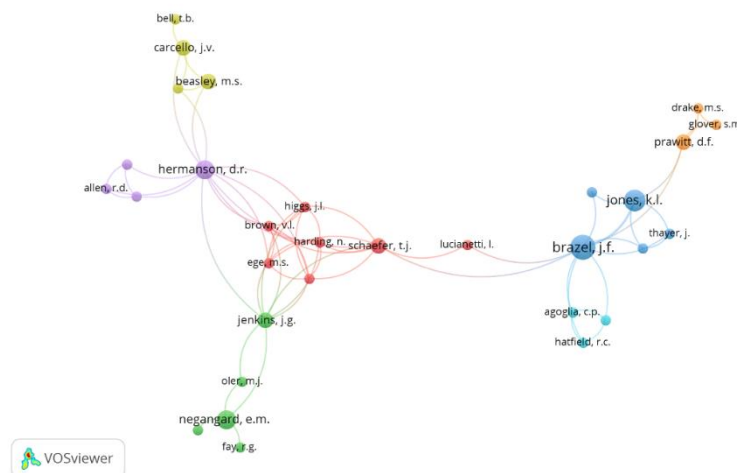 bell, t.b.
carcello, j.v.
beasley, m.s.
drake, m.s.
glover, s.m
prawitt, d.f.
hermanson, d.r.
allen, r.d.
jones, k.l.
higgs, j.l.
brown, v.l.
thayer, j.
harding, n.
schaefer, t.j.
lucianetti, l.
brazel, j.f.
ege, m.s.
agoglia, c.p.
jenkins, j.g.
hatfield, r.c.
oler, m.j.
negangard, e.m.
fay, r.g.
VOSviewer